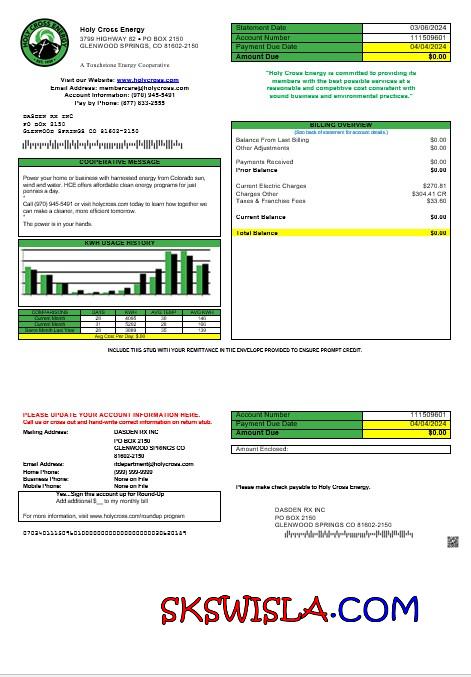 HOLY CROSS ENERGY
Holy Cross Energy
3799 HIGHWAY 82 • PO BOX 2150
GLENWOOD SPRINGS, CO 81602-2150
A Touchstone Energy Cooperative
Visit our Website: www.holycross.com
Email Address: membercare@holycross.com
Account Information: (970) 945-5491
Pay by Phone: (877) 833-2555
Statement Date 03/06/2024
Account Number 111509601
Payment Due Date 04/04/2024
Amount Due $0.00
"Holy Cross Energy is committed to providing its
members with the best possible services at a
reasonable and competitive cost consistent with
sound business and environmental practices."
DASDEN RX INC
PO BOX 2150
GLENWOOD SPRINGS CO 81602-2150
COOPERATIVE MESSAGE
Power your home or business with harnessed energy from Colorado sun,
wind and water. HCE offers affordable clean energy programs for just
pennies a day.
*
Call (970) 945-5491 or visit holycross.com today to learn how together we
can make a cleaner, more efficient tomorrow.
*
The power is in your hands.
BILLING OVERVIEW
(See back of statement for account details.)
Balance From Last Billing $0.00
Other Adjustments $0.00
Payments Received $0.00
Prior Balance $0.00
Current Electric Charges $270.81
Charges Other $304.41 CR
Taxes & Franchise Fees $33.60
Current Balance $0.00
Total Balance $0.00
KWH USAGE HISTORY
COMPARISONS DAYS KWH AVG TEMP AVG KWH
Current Month 28 4095 30 146
Current Month 31 5202 28 168
Same Month Last Year 28 3899 35 139
Avg Cost Per Day: $.00
INCLUDE THIS STUB WITH YOUR REMITTANCE IN THE ENVELOPE PROVIDED TO ENSURE PROMPT CREDIT.
PLEASE UPDATE YOUR ACCOUNT INFORMATION HERE.
Call us or cross out and hand-write correct information on return stub.
Mailing Address: DASDEN RX INC
PO BOX 2150
GLENWOOD SPRINGS CO
81602-2150
Email Address: itdepartment@holycross.com
Home Phone: (999) 999-9999
Business Phone: None on File
Mobile Phone: None on File
Yes...Sign this account up for Round-Up
Add additional $__ to my monthly bill
For more information, visit www.holycross.com/roundup program
Account Number 111509601
Payment Due Date 04/04/2024
Amount Due $0.00
Amount Enclosed:
Please make check payable to Holy Cross Energy.
DASDEN RX INC
PO BOX 2150
GLENWOOD SPRINGS CO 81602-2150
SKSWISLA.COM